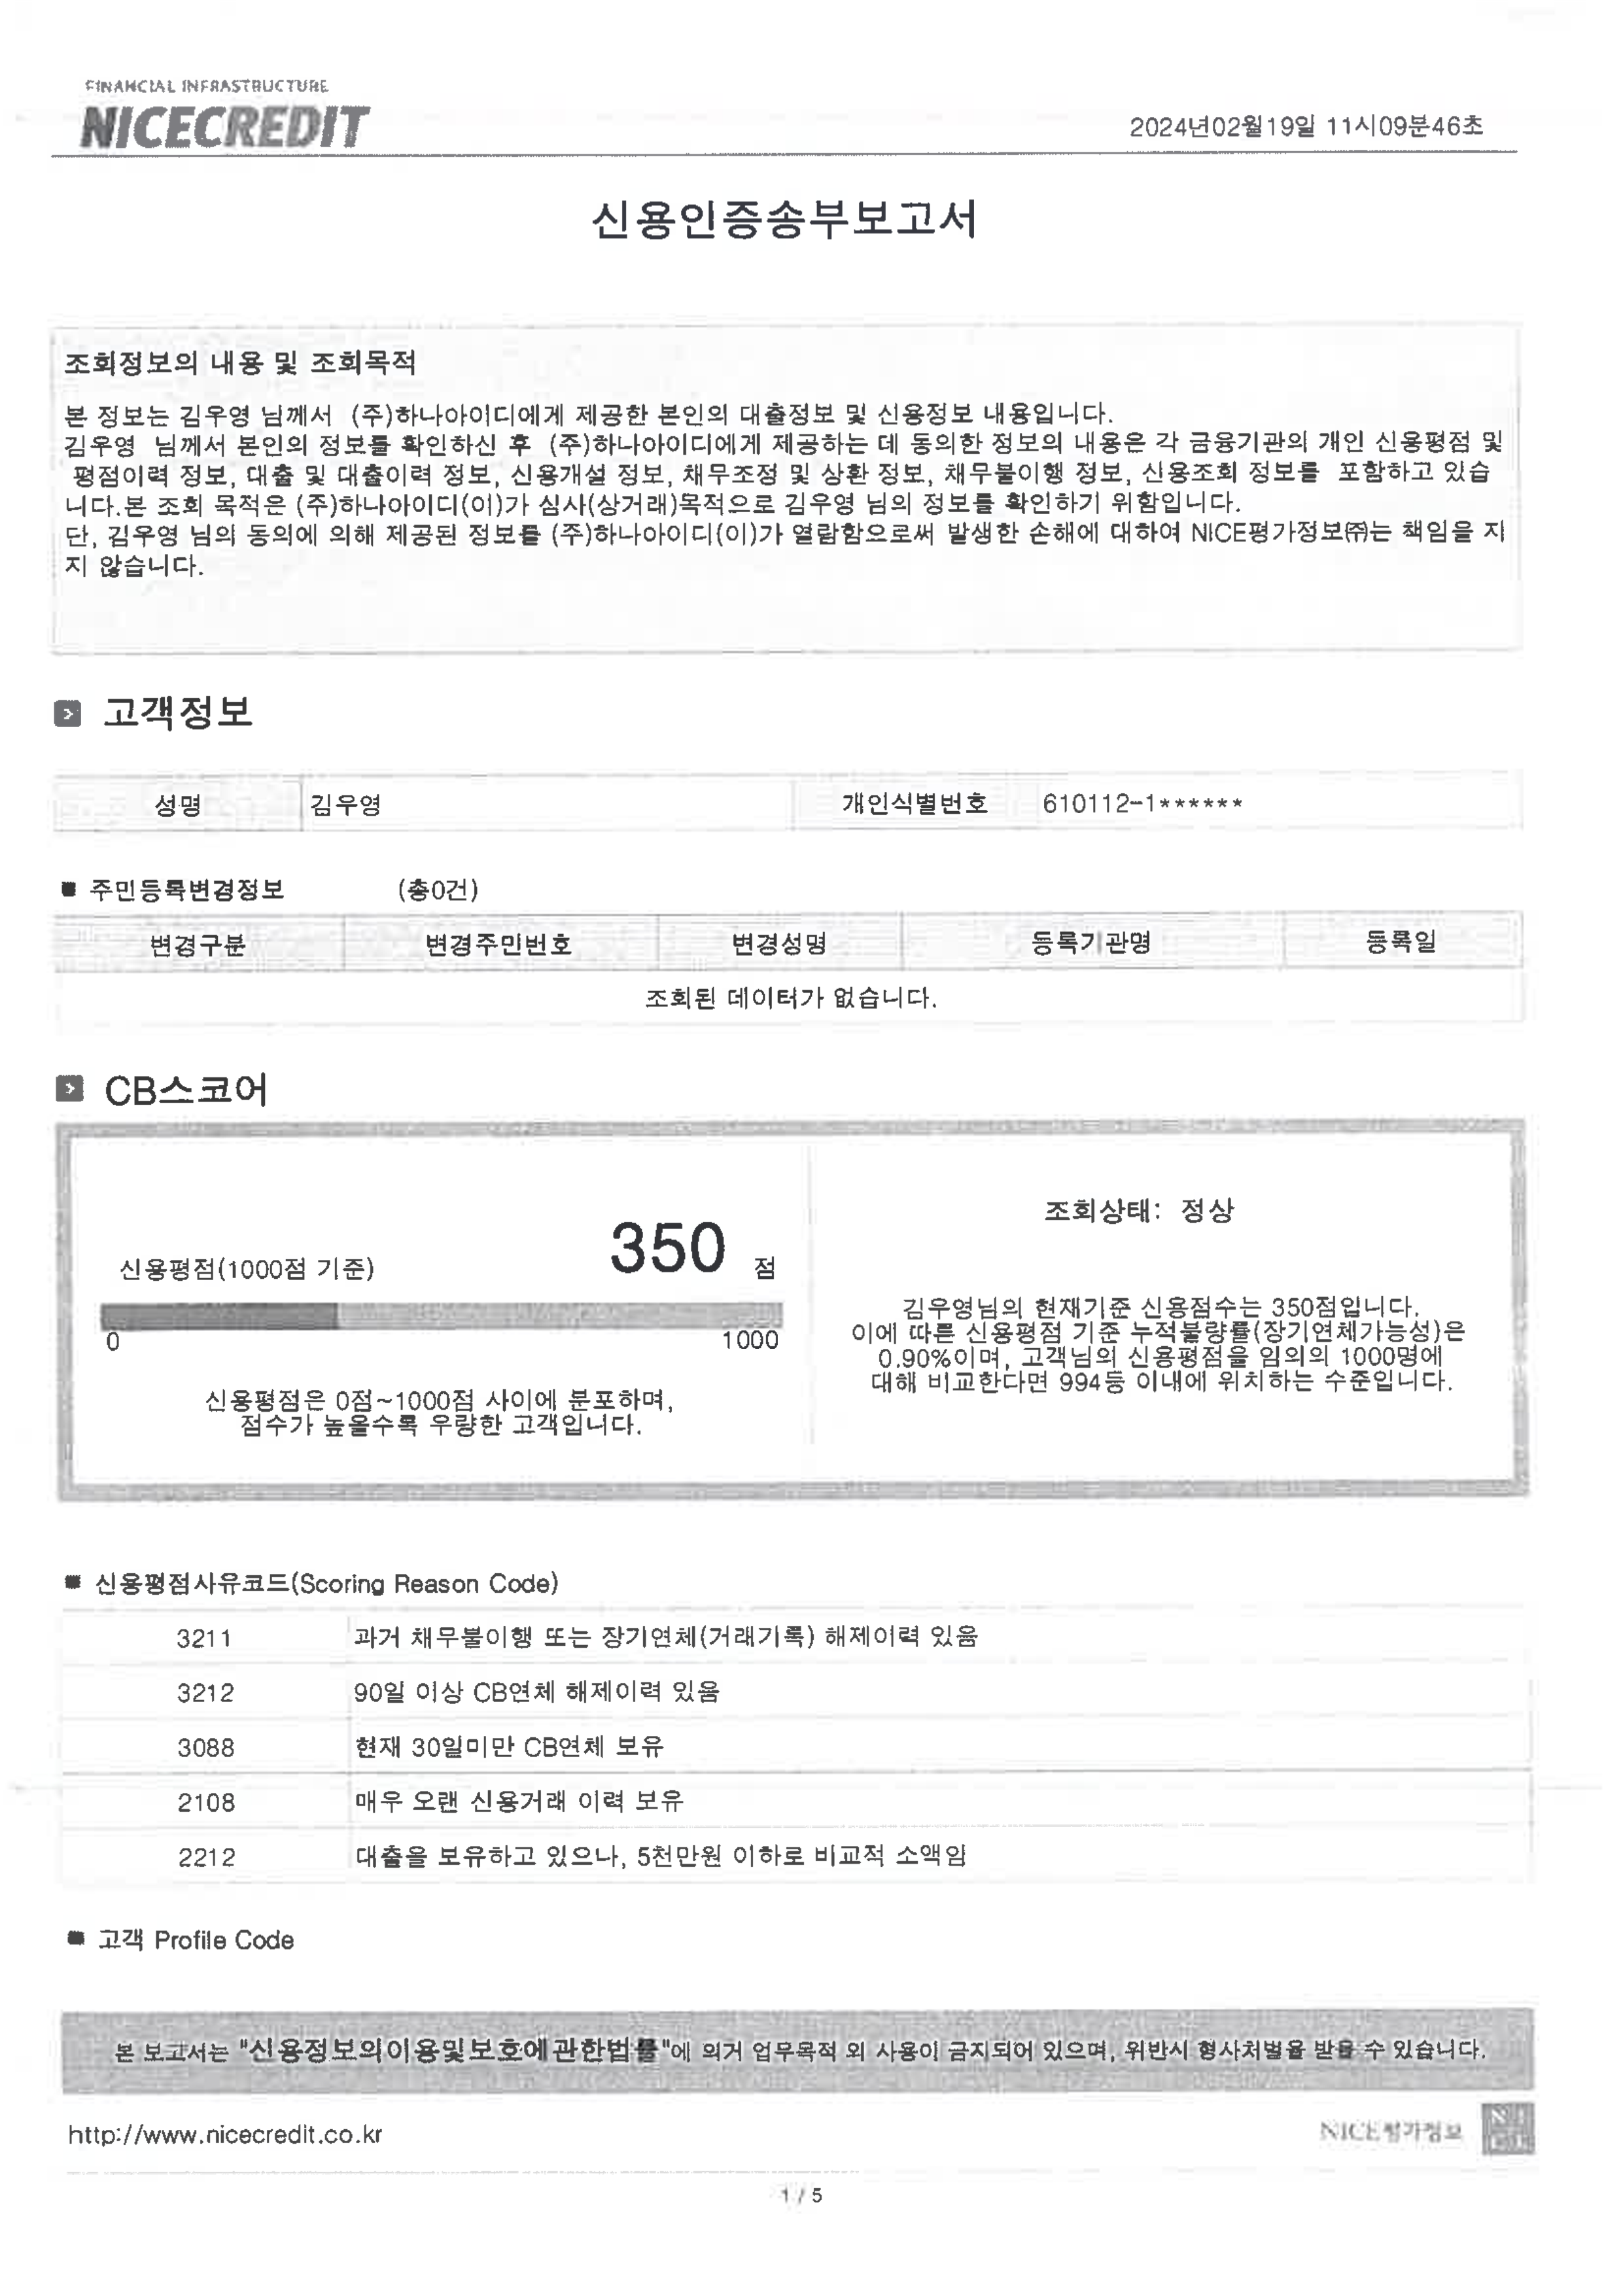 FINANCIAL INFRASTRUCTURE
NICECREDIT
2024년02월19일 11시09분46초
신용인증송부보고서
조회정보의 내용 및 조회목적
본 정보는 김우영 님께서 (주)하나아이디에게 제공한 본인의 대출정보 및 신용정보 내용입니다.
김우영 님께서 본인의 정보를 확인하신 후 (주)하나아이디에게 제공하는 데 동의한 정보의 내용은 각 금융기관의 개인 신용평점 및
평점이력 정보, 대출 및 대출이력 정보, 신용개설 정보, 채무조정 및 상환 정보, 채무불이행 정보, 신용조회 정보를 포함하고 있습
니다.본 조회 목적은 (주)하나아이디(이)가 심사(상거래)목적으로 김우영 님의 정보를 확인하기 위함입니다.
단, 김우영 님의 동의에 의해 제공된 정보를 (주)하나아이디(이)가 열람함으로써 발생한 손해에 대하여 NICE평가정보㈜는 책임을 지
지 않습니다.
고객정보
성명 김우영 개인식별번호 610112-1******
주민등록변경정보 (총0건)
변경구분 변경주민번호 변경성명 등록기관명 등록일
조회된 데이터가 없습니다.
CB스코어
신용평점(1000점 기준) 350 점
0 1000
신용평점은 0점~1000점 사이에 분포하며,
점수가 높을수록 우량한 고객입니다.
조회상태: 정상
김우영님의 현재기준 신용점수는 350점입니다.
이에 따른 신용평점 기준 누적불량률(장기연체가능성)은
0.90%이며, 고객님의 신용평점을 임의의 1000명에
대해 비교한다면 994등 이내에 위치하는 수준입니다.
신용평점사유코드(Scoring Reason Code)
3211 과거 채무불이행 또는 장기연체(거래기록) 해제이력 있음
3212 90일 이상 CB연체 해제이력 있음
3088 현재 30일미만 CB연체 보유
2108 매우 오랜 신용거래 이력 보유
2212 대출을 보유하고 있으나, 5천만원 이하로 비교적 소액임
고객 Profile Code
본 보고서는 "신용정보의이용및보호에관한법률"에 의거 업무목적 외 사용이 금지되어 있으며, 위반시 형사처벌을 받을 수 있습니다.
http://www.nicecredit.co.kr
NICE평가정보
1 / 5